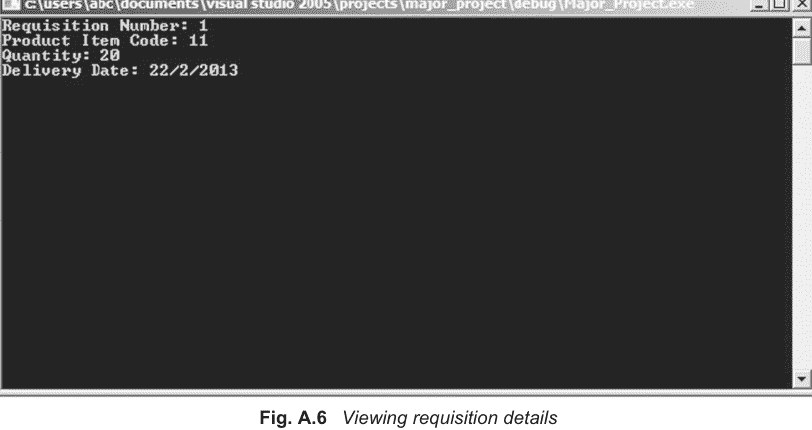 c:\users\abc\documents\visual studio 2005\projects\major_project\debug\Major_Project.exe
Requisition Number: 1
Product Item Code: 11
Quantity: 20
Delivery Date: 22/2/2013
Fig. A.6 Viewing requisition details